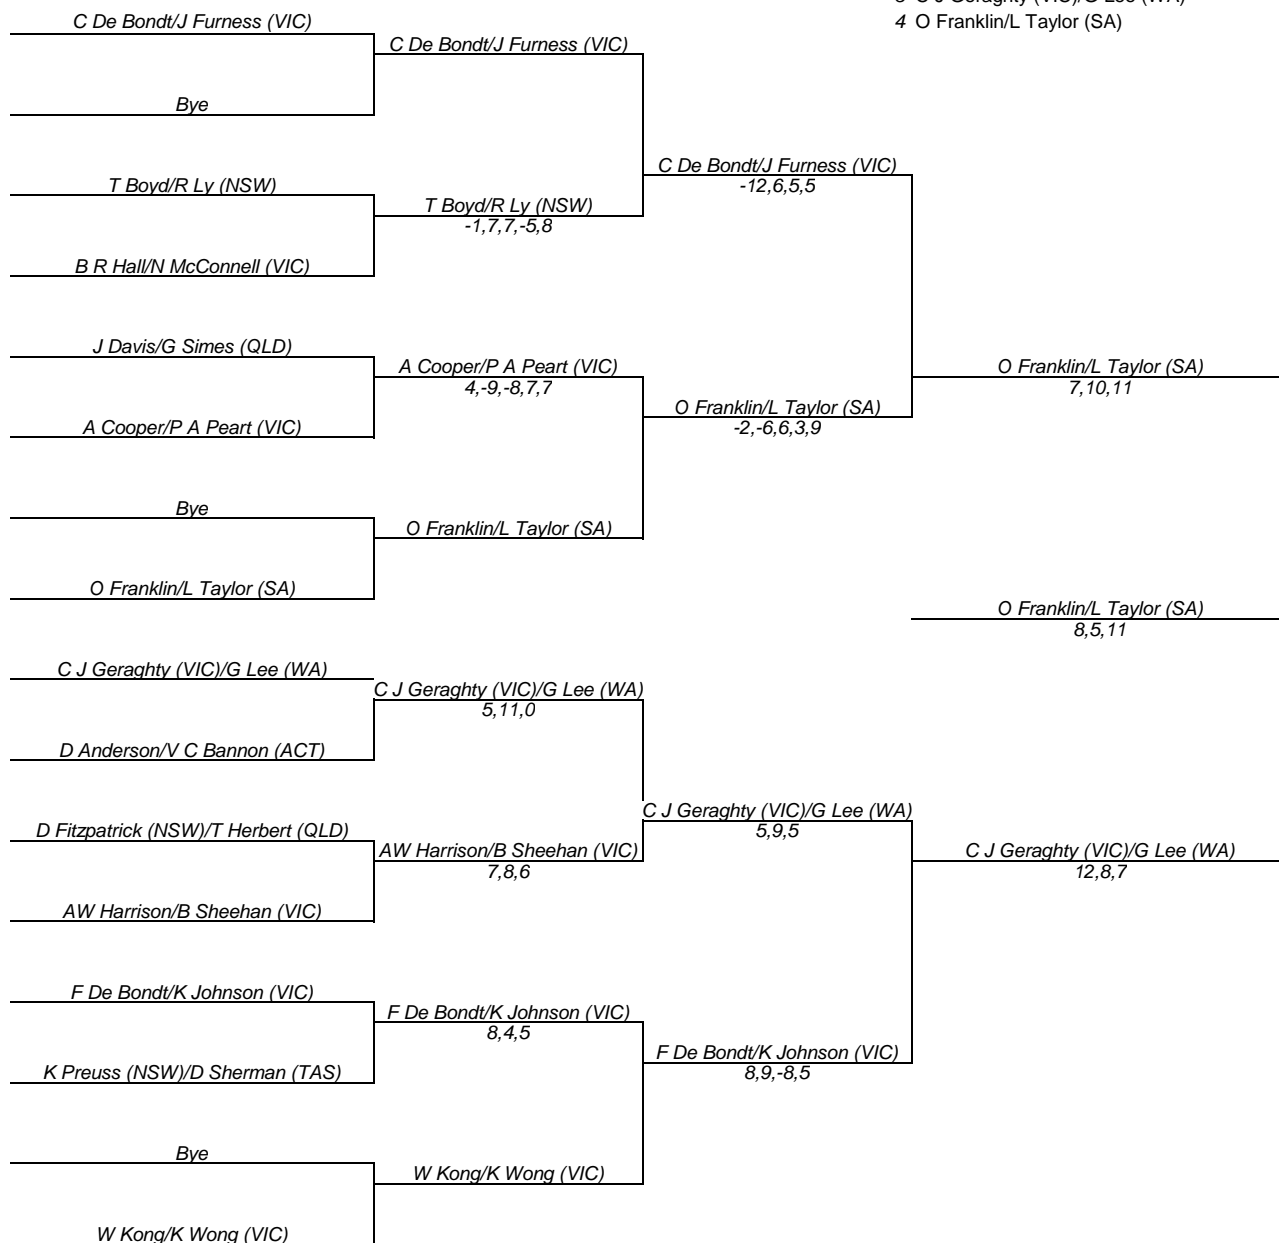 3 C J Geraghty (VIC)/G Lee (WA)
4 O Franklin/L Taylor (SA)
C De Bondt/J Furness (VIC)
C De Bondt/J Furness (VIC)
Bye
C De Bondt/J Furness (VIC)
-12,6,5,5
T Boyd/R Ly (NSW)
T Boyd/R Ly (NSW)
-1,7,7,-5,8
B R Hall/N McConnell (VIC)
J Davis/G Simes (QLD)
A Cooper/P A Peart (VIC)
4,-9,-8,7,7
O Franklin/L Taylor (SA)
7,10,11
A Cooper/P A Peart (VIC)
O Franklin/L Taylor (SA)
-2,-6,6,3,9
Bye
O Franklin/L Taylor (SA)
O Franklin/L Taylor (SA)
O Franklin/L Taylor (SA)
8,5,11
C J Geraghty (VIC)/G Lee (WA)
C J Geraghty (VIC)/G Lee (WA)
5,11,0
D Anderson/V C Bannon (ACT)
C J Geraghty (VIC)/G Lee (WA)
5,9,5
D Fitzpatrick (NSW)/T Herbert (QLD)
AW Harrison/B Sheehan (VIC)
7,8,6
C J Geraghty (VIC)/G Lee (WA)
12,8,7
AW Harrison/B Sheehan (VIC)
F De Bondt/K Johnson (VIC)
F De Bondt/K Johnson (VIC)
8,4,5
F De Bondt/K Johnson (VIC)
8,9,-8,5
K Preuss (NSW)/D Sherman (TAS)
Bye
W Kong/K Wong (VIC)
W Kong/K Wong (VIC)